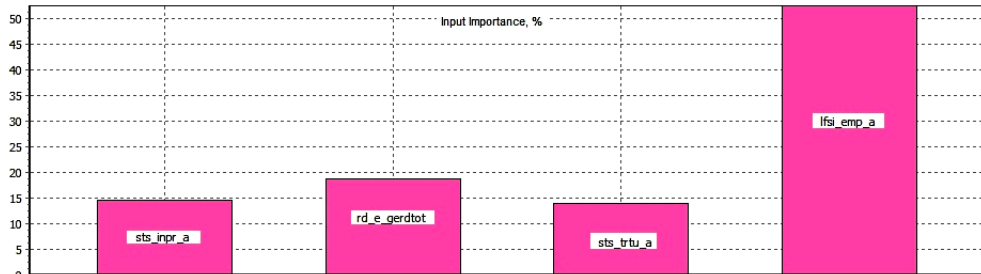 Input Importance, %
50
45
40
35
30
25
20
15
10
5
0
lfsi_emp_a
rd_e_gerdtot
sts_inpr_a
sts_trtu_a